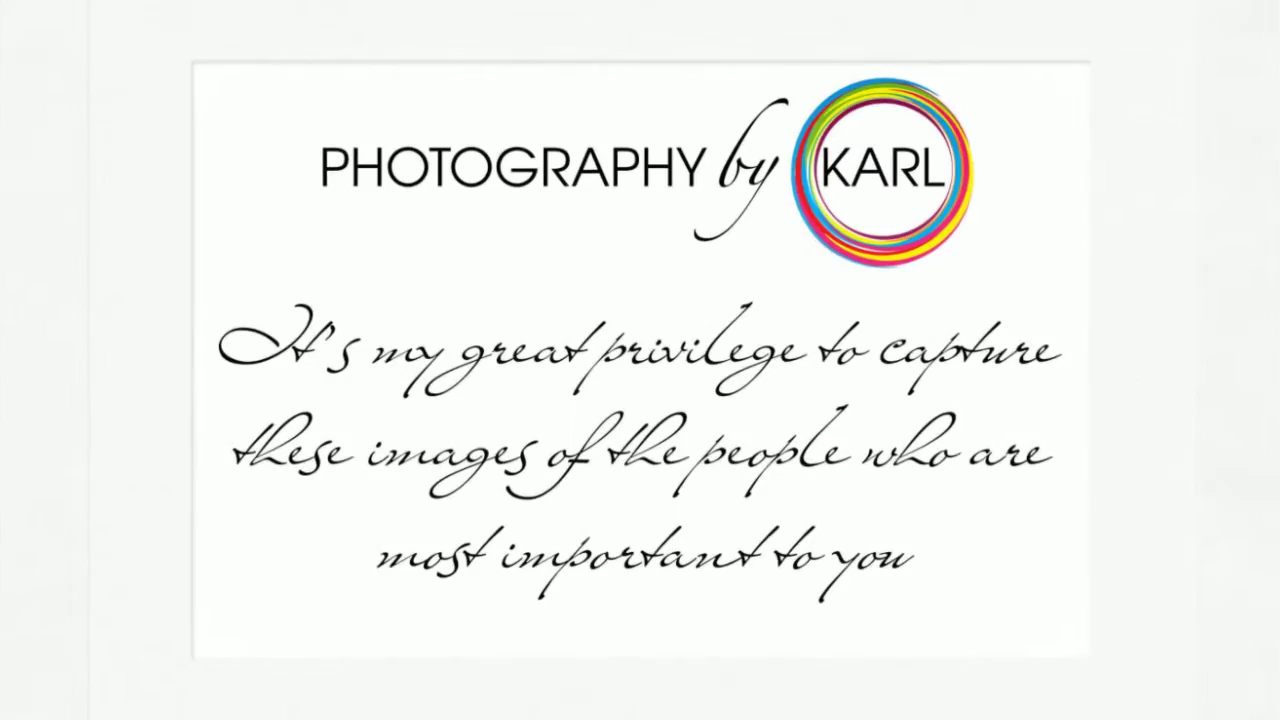 PHOTOGRAPHY by KARL
It's my great privilege to capture
these images of the people who are
most important to you